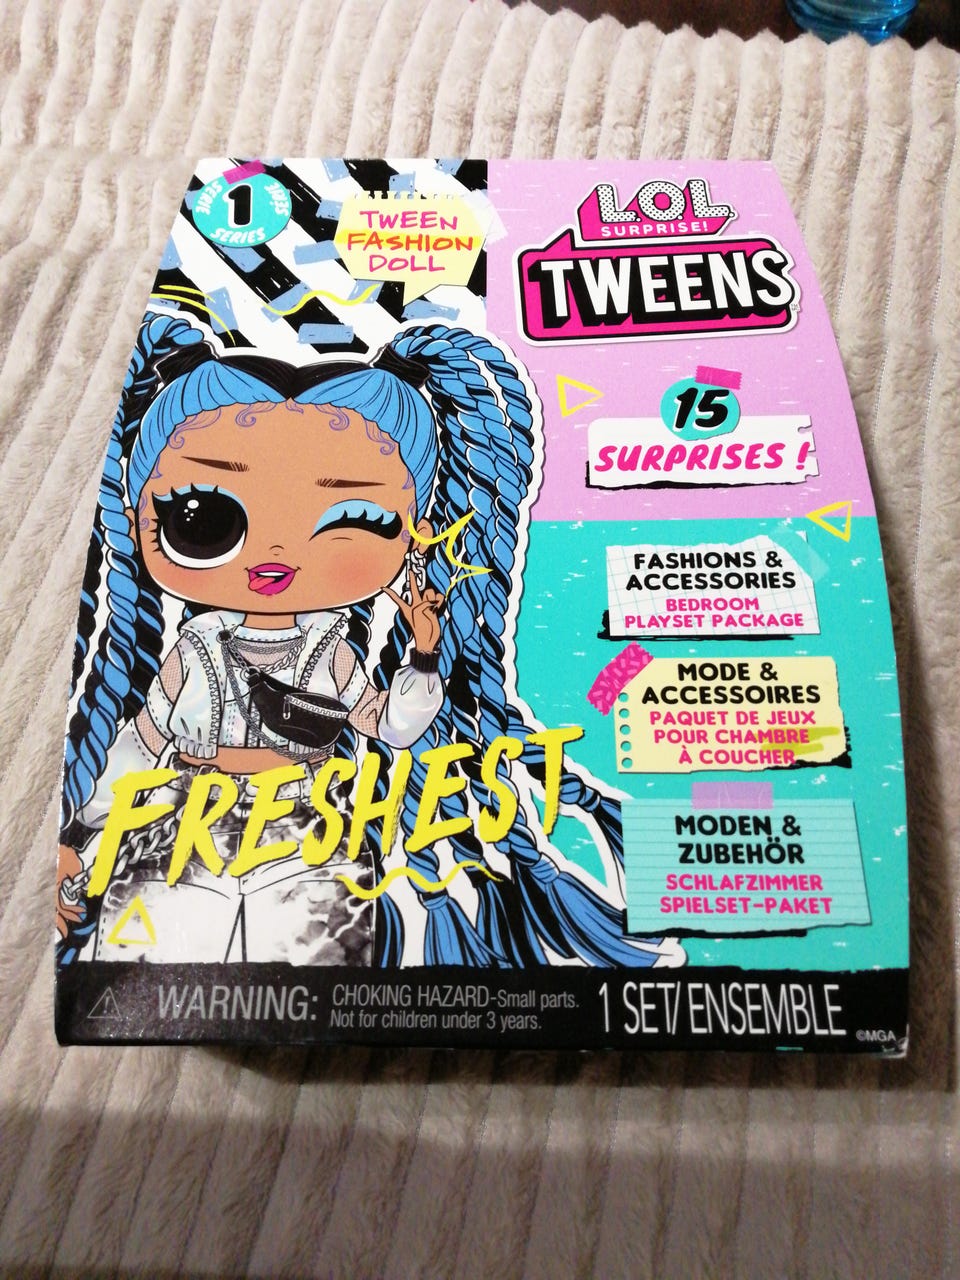 1
SÉRIE
SERIES
SERIE
TWEEN
FASHION
DOLL
L.O.L.
SURPRISE!
TWEENS
15
SURPRISES !
FASHIONS &
ACCESSORIES
BEDROOM
PLAYSET PACKAGE
MODE &
ACCESSOIRES
PAQUET DE JEUX
POUR CHAMBRE
À COUCHER
MODEN &
ZUBEHÖR
SCHLAFZIMMER
SPIELSET-PAKET
FRESHEST
WARNING:
CHOKING HAZARD-Small parts.
Not for children under 3 years.
1 SET/ENSEMBLE
©MGA